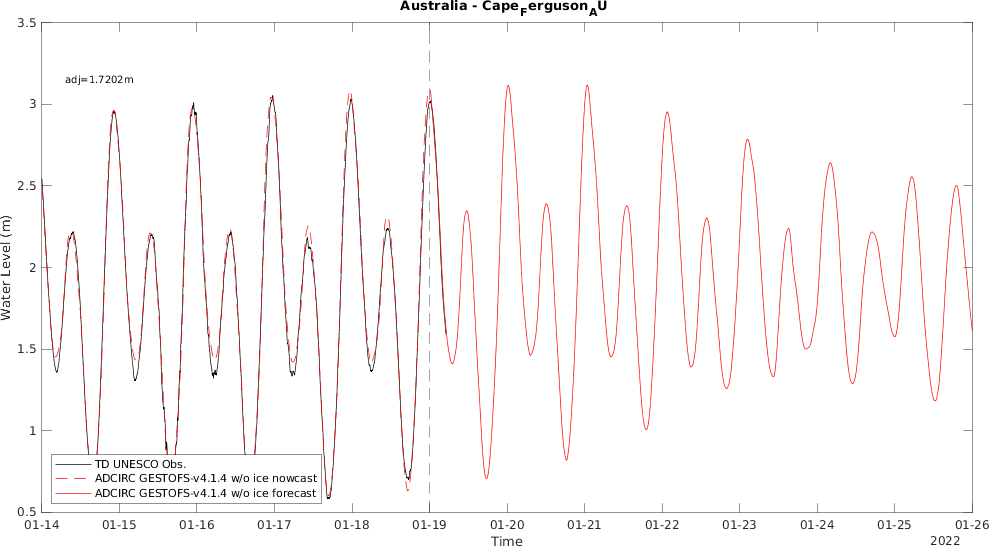 Australia - Cape_Ferguson_AU
3.5
adj=1.7202m
3
2.5
2
1.5
1
0.5
Water Level (m)
TD UNESCO Obs.
ADCIRC GESTOFS-v4.1.4 w/o ice nowcast
ADCIRC GESTOFS-v4.1.4 w/o ice forecast
01-14 01-15 01-16 01-17 01-18 01-19 01-20 01-21 01-22 01-23 01-24 01-25 01-26
Time
2022